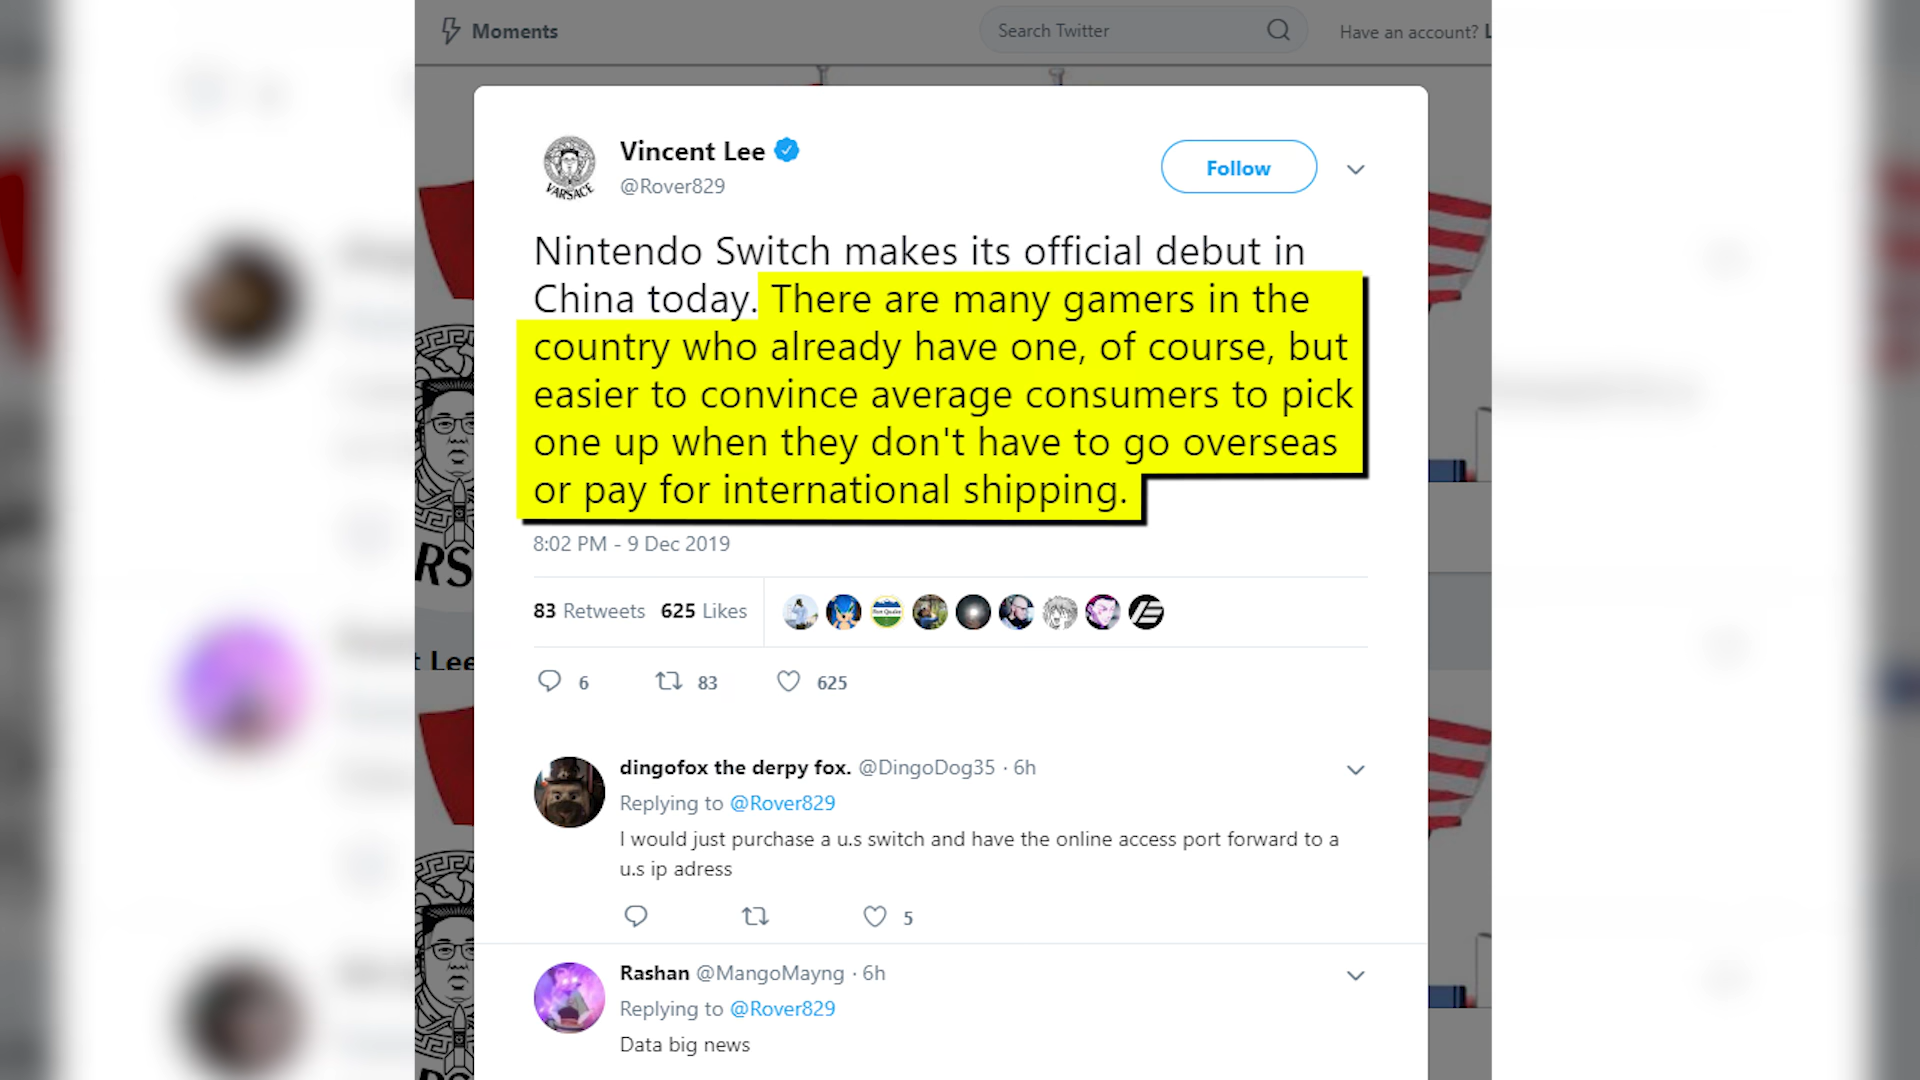 Moments
Search Twitter
Have an account?
Vincent Lee
@Rover829
VARSACE
Follow
Nintendo Switch makes its official debut in
China today. There are many gamers in the
country who already have one, of course, but
easier to convince average consumers to pick
one up when they don't have to go overseas
or pay for international shipping.
8:02 PM - 9 Dec 2019
83 Retweets 625 Likes
6 83 625
t Lee
RS
dingofox the derpy fox. @DingoDog35 · 6h
Replying to @Rover829
I would just purchase a u.s switch and have the online access port forward to a
u.s ip adress
5
Rashan @MangoMayng · 6h
Replying to @Rover829
Data big news